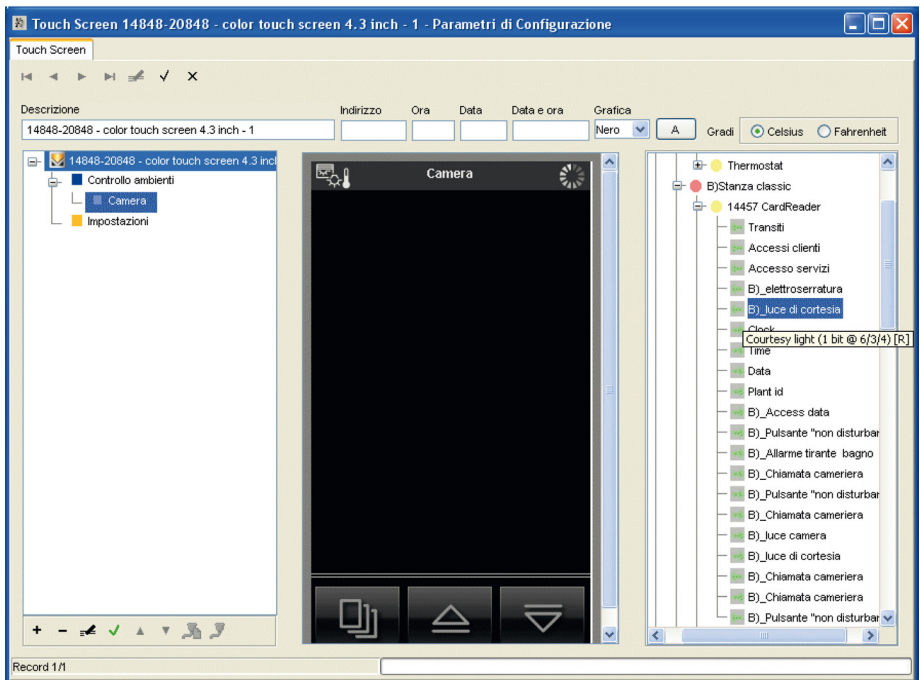 Touch Screen 14848-20848 - color touch screen 4.3 inch - 1 - Parametri di Configurazione
Touch Screen
Descrizione
Indirizzo
Ora
Data
Data e ora
Grafica
14848-20848 - color touch screen 4.3 inch - 1
Nero
A
Gradi
Celsius
Fahrenheit
14848-20848 - color touch screen 4.3 incl
Controllo ambienti
Camera
Impostazioni
Camera
Thermostat
B)Stanza classic
14457 CardReader
Transiti
Accessi clienti
Accesso servizi
B)_elettroserratura
B)_luce di cortesia
Clock
Courtesy light (1 bit @ 6/3/4) [R]
Time
Data
Plant id
B)_Access data
B)_Pulsante "non disturbar
B)_Allarme tirante bagno
B)_Chiamata cameriera
B)_Pulsante "non disturbar
B)_Chiamata cameriera
B)_luce camera
B)_luce di cortesia
B)_Chiamata cameriera
B)_Chiamata cameriera
B)_Pulsante "non disturbar
Record 1/1